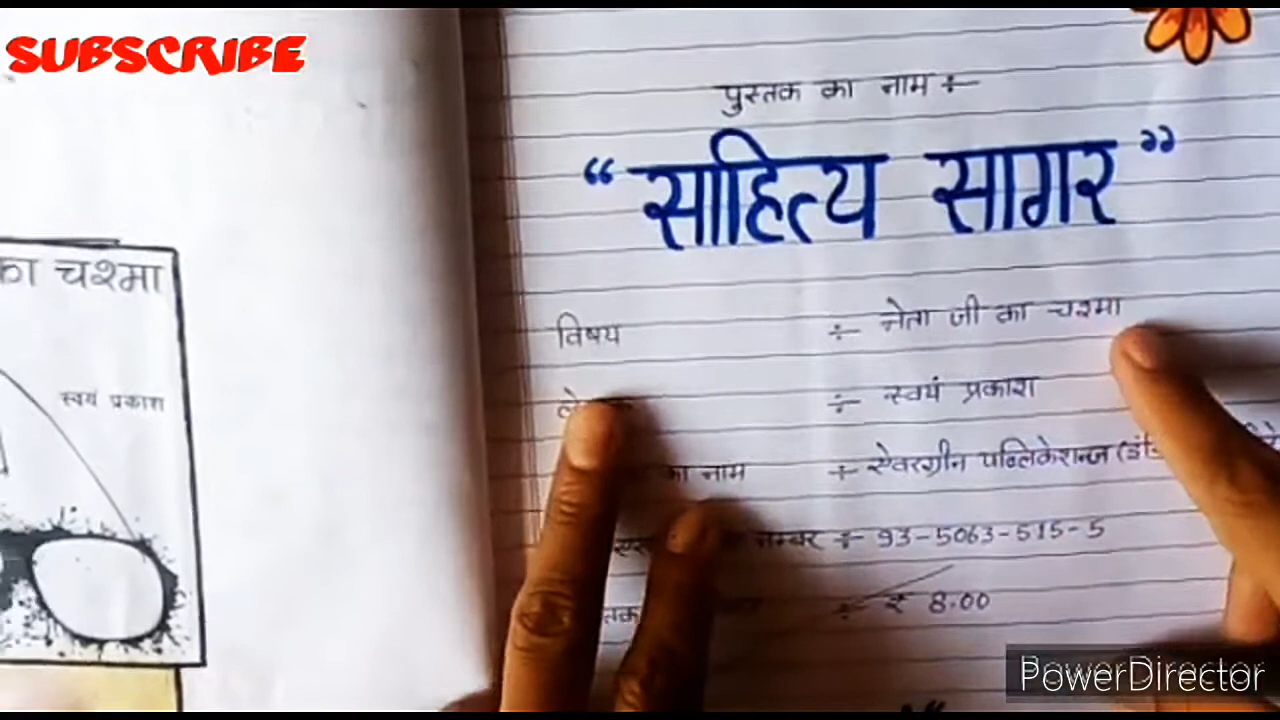 SUBSCRIBE
पुस्तक का नाम ÷
“साहित्य सागर”
का चश्मा
स्वयं प्रकाश
विषय ÷ नेता जी का चश्मा
÷ स्वयं प्रकाश
का नाम ÷ ऐवरग्रीन पब्लिकेशन्ज (इंडि
नम्बर ÷ 93-5063-515-5
÷ ₹ 8.00
PowerDirector